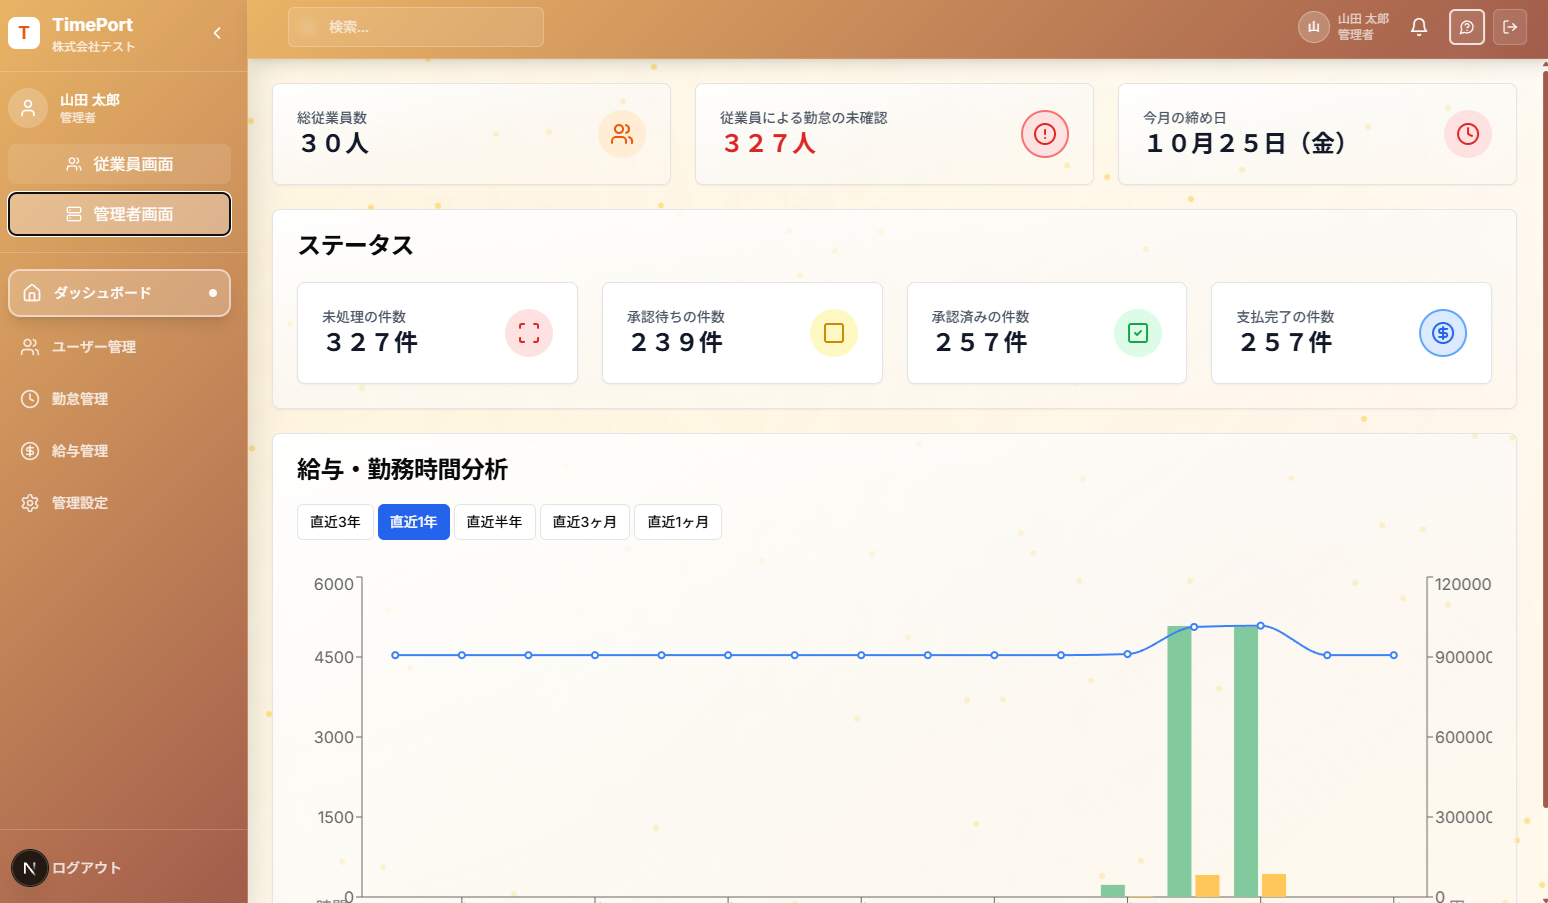 T
TimePort
株式会社テスト
検索...
山
山田 太郎
管理者
山田 太郎
管理者
従業員画面
管理者画面
ダッシュボード
ユーザー管理
勤怠管理
給与管理
管理設定
N
ログアウト
総従業員数
３０人
従業員による勤怠の未確認
３２７人
今月の締め日
１０月２５日（金）
ステータス
未処理の件数
３２７件
承認待ちの件数
２３９件
承認済みの件数
２５７件
支払完了の件数
２５７件
給与・勤務時間分析
直近3年
直近1年
直近半年
直近3ヶ月
直近1ヶ月
6000
120000
4500
900000
3000
600000
1500
300000
0
0